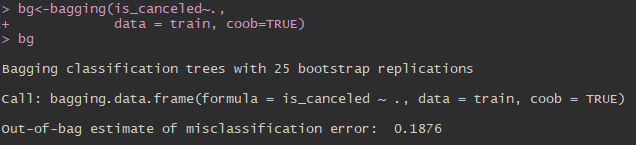 > bg<-bagging(is_canceled~.,
+             data = train, coob=TRUE)
> bg
Bagging classification trees with 25 bootstrap replications
Call: bagging.data.frame(formula = is_canceled ~ ., data = train, coob = TRUE)
Out-of-bag estimate of misclassification error:  0.1876